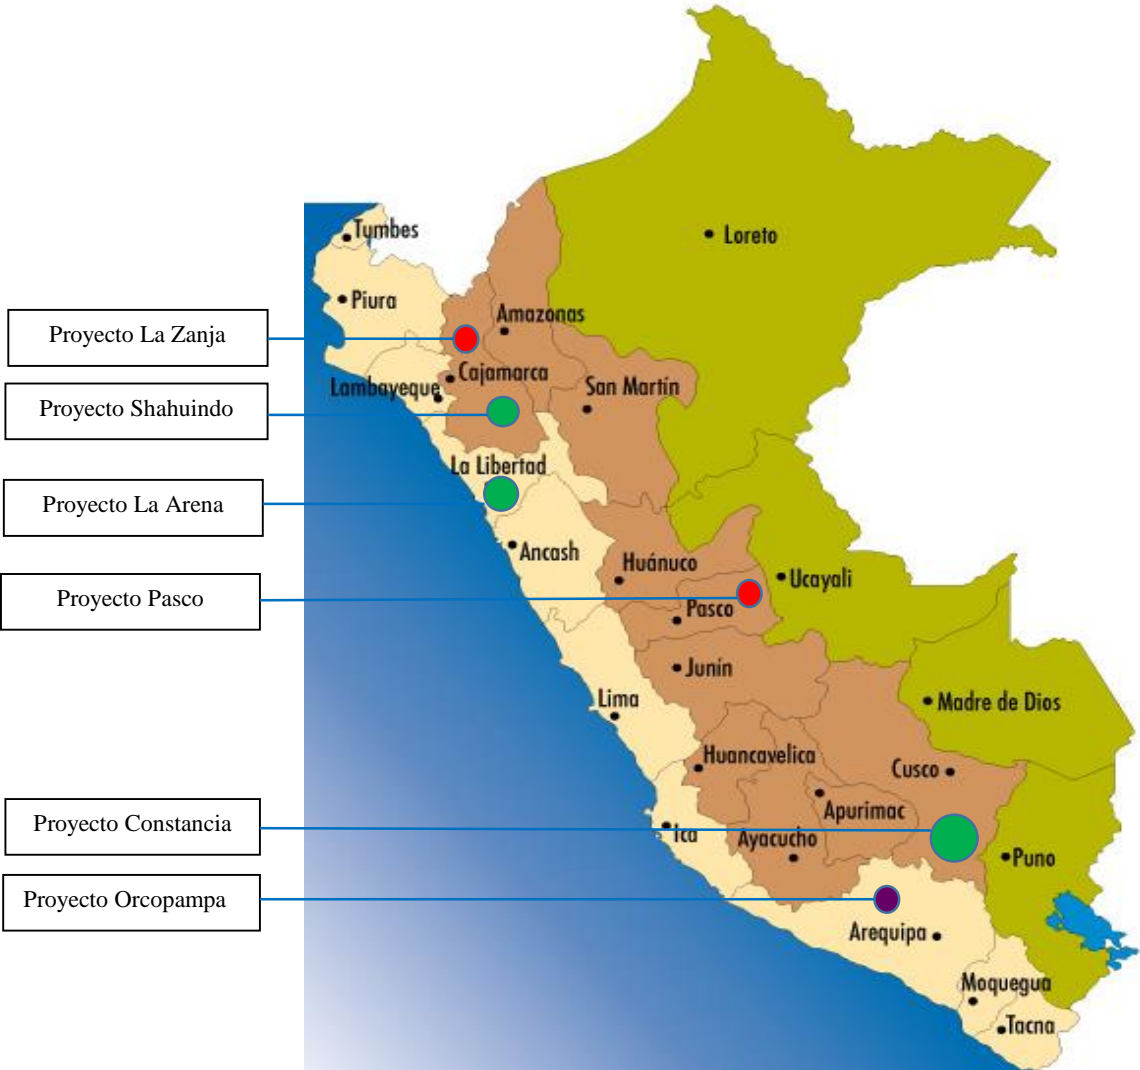 Loreto
Tumbes
Piura
Amazonas
Proyecto La Zanja
Cajamarca
Lambayeque
San Martín
Proyecto Shahuindo
La Libertad
Proyecto La Arena
Ancash
Huánuco
Ucayali
Proyecto Pasco
Pasco
Junín
Lima
Madre de Dios
Huancavelica
Cusco
Apurimac
Proyecto Constancia
Ica
Ayacucho
Puno
Proyecto Orcopampa
Arequipa
Moquegua
Tacna